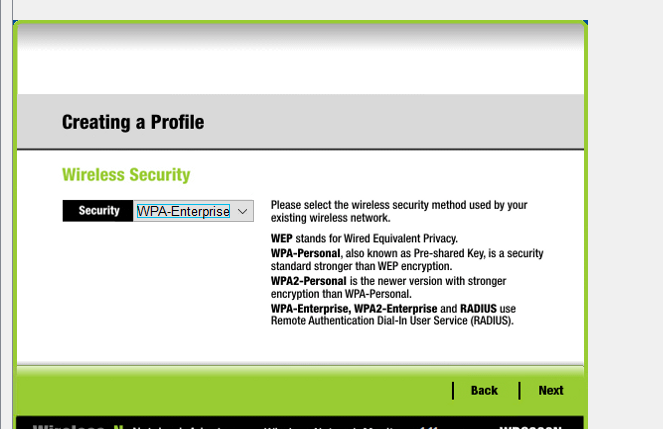 Creating a Profile
Wireless Security
Security
WPA-Enterprise
Please select the wireless security method used by your
existing wireless network.
WEP stands for Wired Equivalent Privacy.
WPA-Personal, also known as Pre-shared Key, is a security
standard stronger than WEP encryption.
WPA2-Personal is the newer version with stronger
encryption than WPA-Personal.
WPA-Enterprise, WPA2-Enterprise and RADIUS use
Remote Authentication Dial-In User Service (RADIUS).
Back
Next